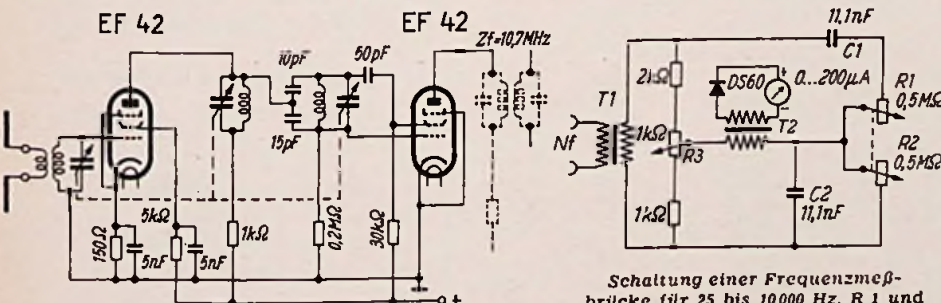 EF 42
EF 42
10pF
50pF
Zf=10,7MHz
15pF
150Ω
5kΩ
5nF
5nF
1kΩ
0,2MΩ
30kΩ
+
11,1nF
C1
2kΩ
DS60
+
0...200µA
-
R1
0,5MΩ
T1
Nf
1kΩ
R3
T2
R2
0,5MΩ
1kΩ
C2
11,1nF
Schaltung einer Frequenzmeß-
brücke für 25 bis 10000 Hz. R 1 und